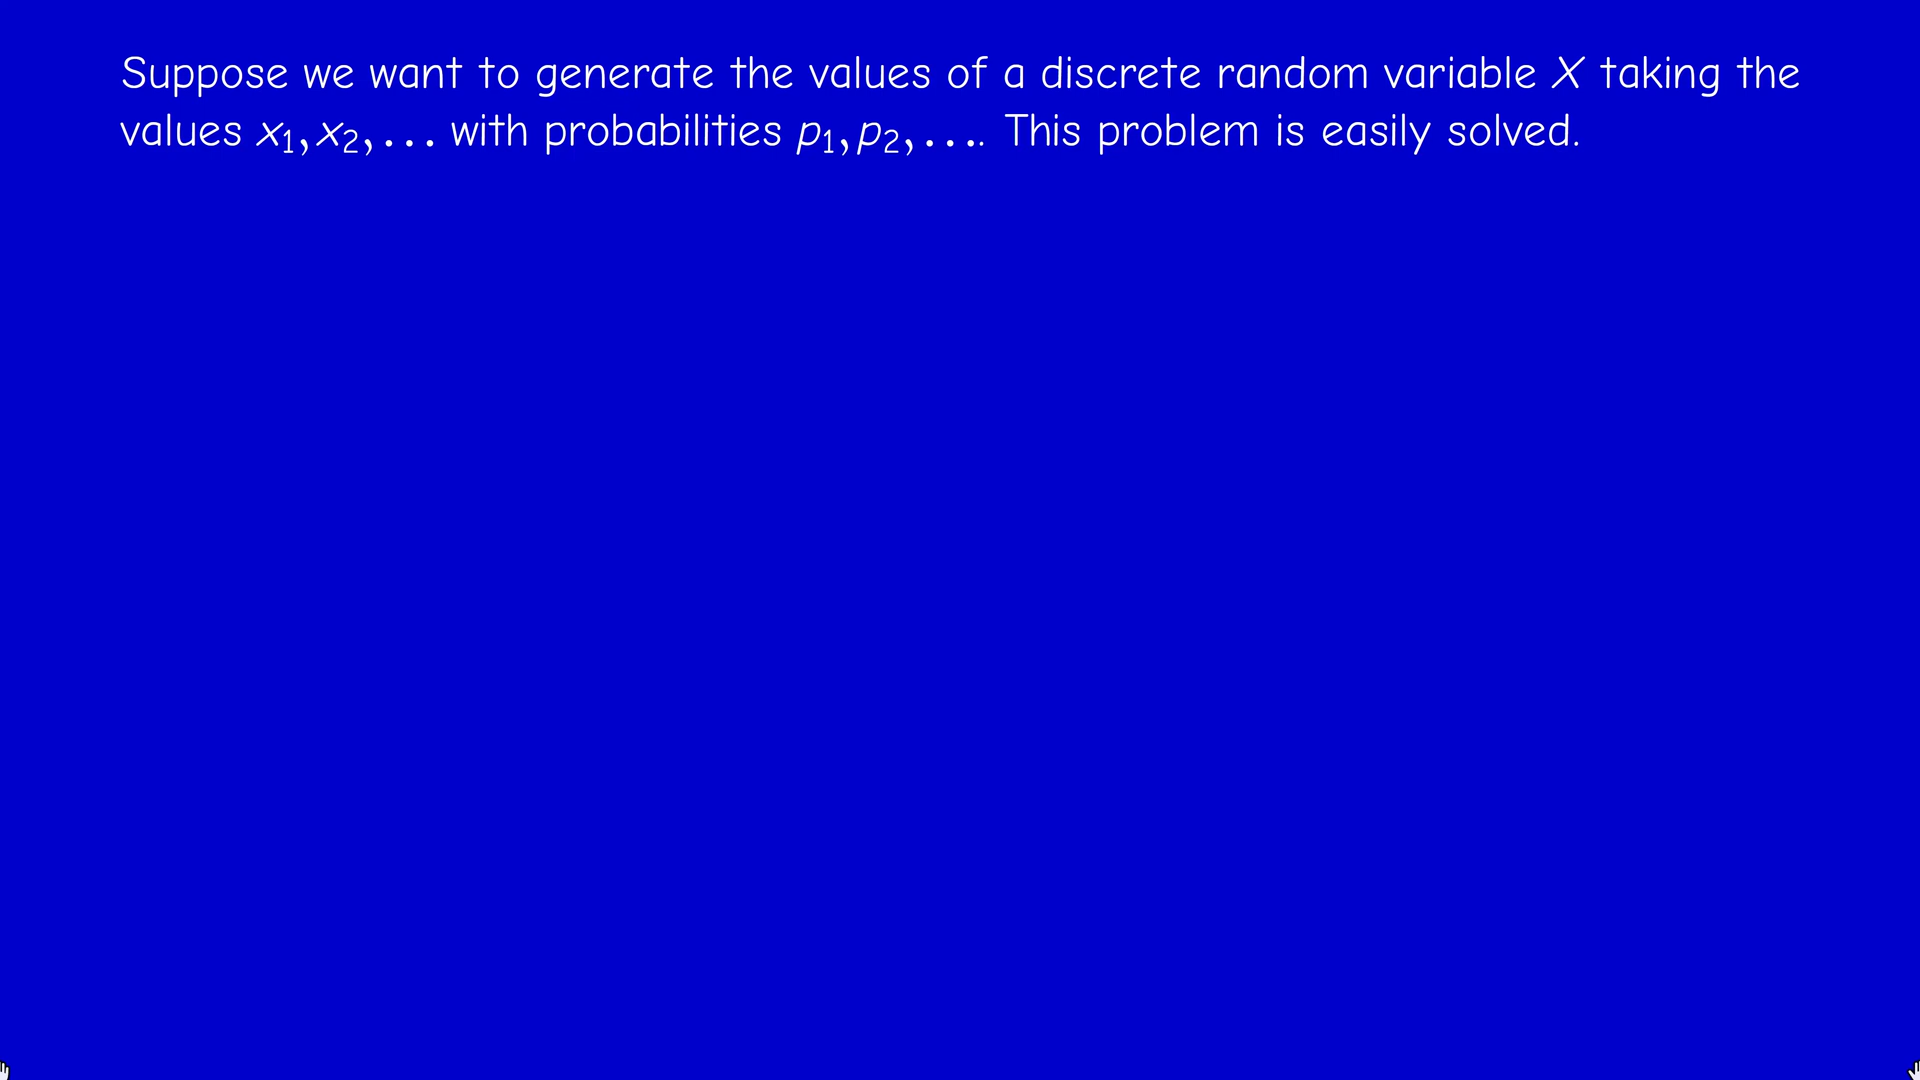 Suppose we want to generate the values of a discrete random variable X taking the
values x₁, x₂, ... with probabilities p₁, p₂, .... This problem is easily solved.